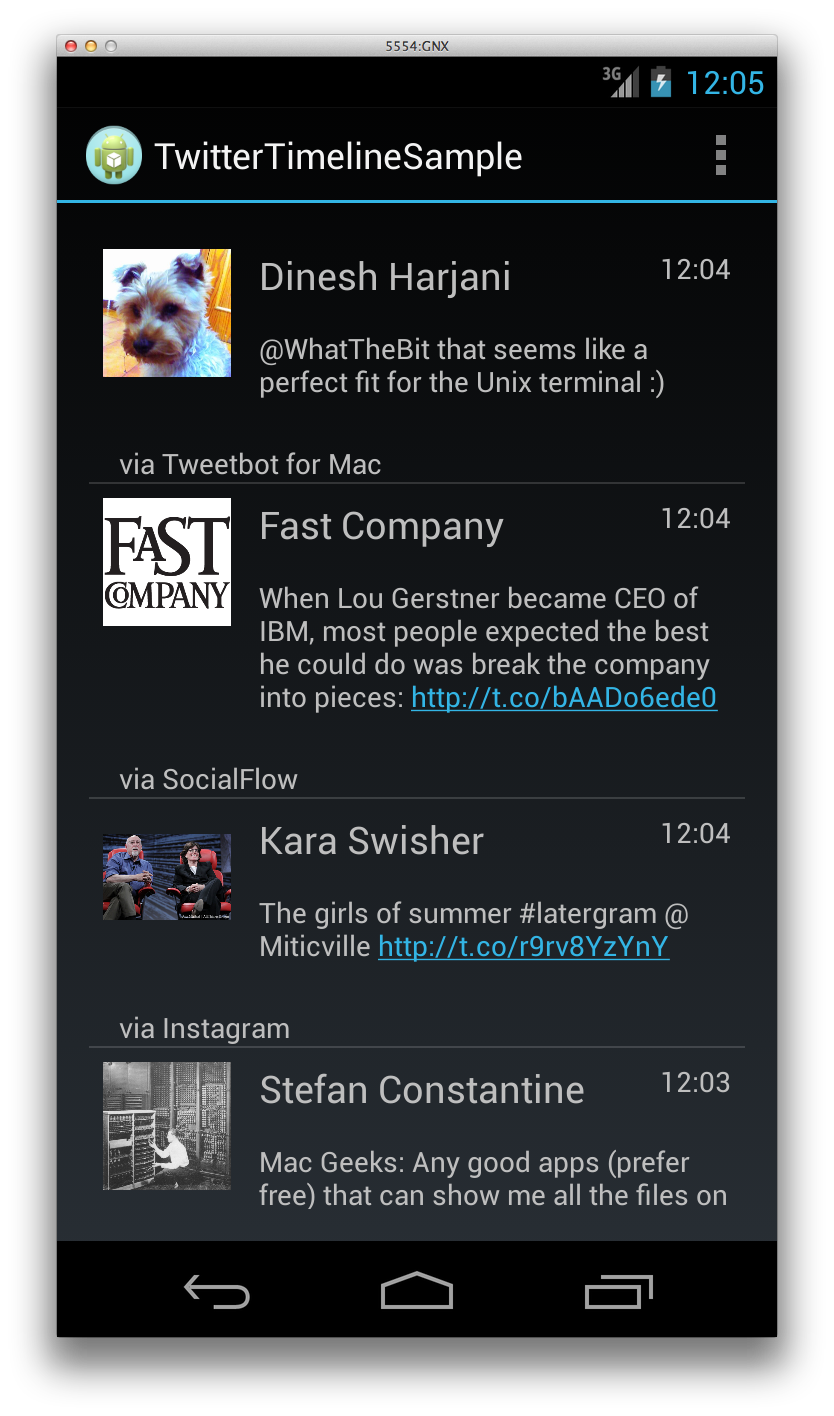 5554:GNX
3G
12:05
TwitterTimelineSample
Dinesh Harjani
12:04
@WhatTheBit that seems like a
perfect fit for the Unix terminal :)
via Tweetbot for Mac
FAST
COMPANY
Fast Company
12:04
When Lou Gerstner became CEO of
IBM, most people expected the best
he could do was break the company
into pieces: http://t.co/bAADo6ede0
via SocialFlow
Kara Swisher
12:04
The girls of summer #latergram @
Miticville http://t.co/r9rv8YzYnY
via Instagram
Stefan Constantine
12:03
Mac Geeks: Any good apps (prefer
free) that can show me all the files on